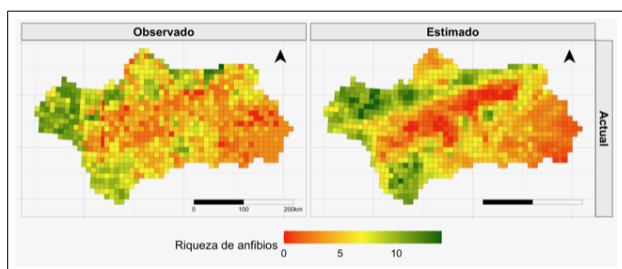 Observado
Estimado
Actual
0 100 200km
Riqueza de anfibios
0 5 10